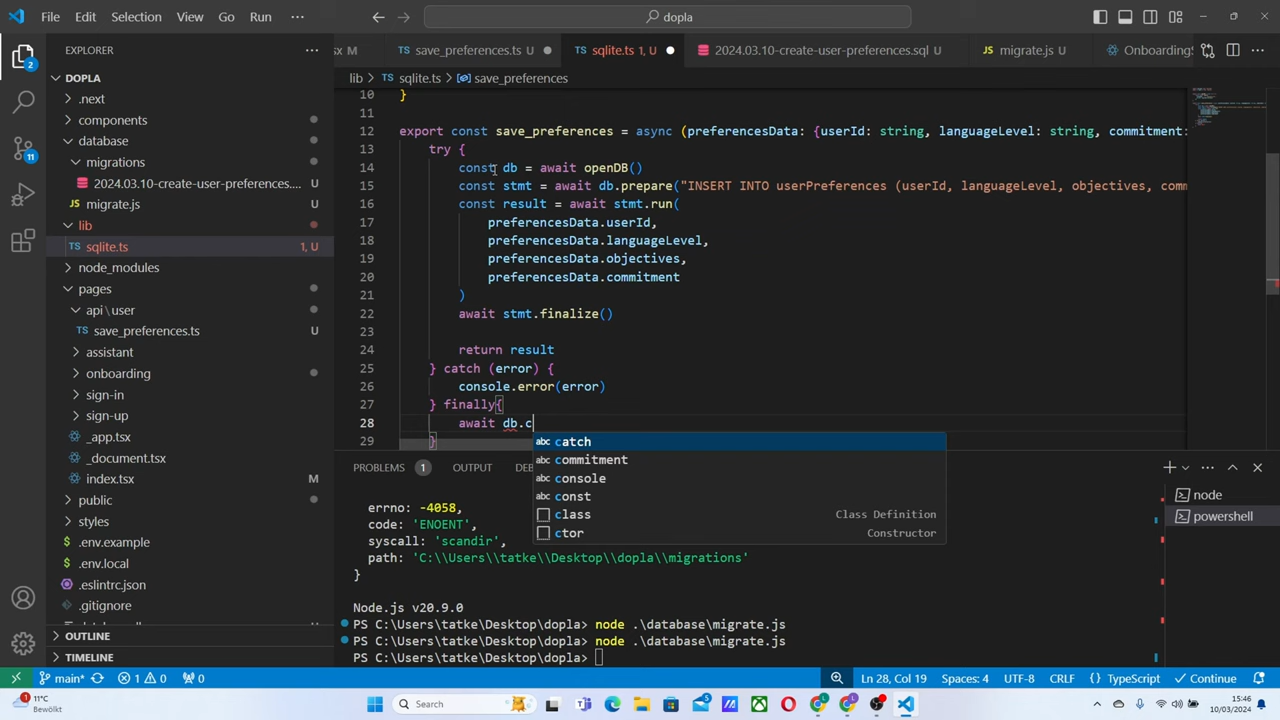 File Edit Selection View Go Run ··· dopla
EXPLORER
save_preferences.ts sqlite.ts 1, U 2024.03.10-create-user-preferences.sql U migrate.js U OnboardingS
DOPLA
.next
components
database
migrations
2024.03.10-create-user-preferences.... U
migrate.js U
lib
sqlite.ts 1, U
node_modules
pages
api\user
save_preferences.ts U
assistant
onboarding
sign-in
sign-up
_app.tsx
_document.tsx
index.tsx M
public
styles
.env.example
.env.local
.eslintrc.json
.gitignore
OUTLINE
TIMELINE
2
11
lib > sqlite.ts > save_preferences
10 }
11
12 export const save_preferences = async (preferencesData: {userId: string, languageLevel: string, commitment:
13 try {
14 const db = await openDB()
15 const stmt = await db.prepare("INSERT INTO userPreferences (userId, languageLevel, objectives, comm
16 const result = await stmt.run(
17 preferencesData.userId,
18 preferencesData.languageLevel,
19 preferencesData.objectives,
20 preferencesData.commitment
21 )
22 await stmt.finalize()
23
24 return result
25 } catch (error) {
26 console.error(error)
27 } finally{
28 await db.c
29 }
abc catch
abc commitment
abc console
abc const
class Class Definition
ctor Constructor
PROBLEMS 1 OUTPUT DEB
errno: -4058,
code: 'ENOENT',
syscall: 'scandir',
path: 'C:\\Users\\tatke\\Desktop\\dopla\\migrations'
}
Node.js v20.9.0
PS C:\Users\tatke\Desktop\dopla> node .\database\migrate.js
PS C:\Users\tatke\Desktop\dopla> node .\database\migrate.js
PS C:\Users\tatke\Desktop\dopla>
node
powershell
main* 1 0 Ln 28, Col 19 Spaces: 4 UTF-8 CRLF TypeScript Continue
11°C
Bewölkt
Search
15:46
10/03/2024